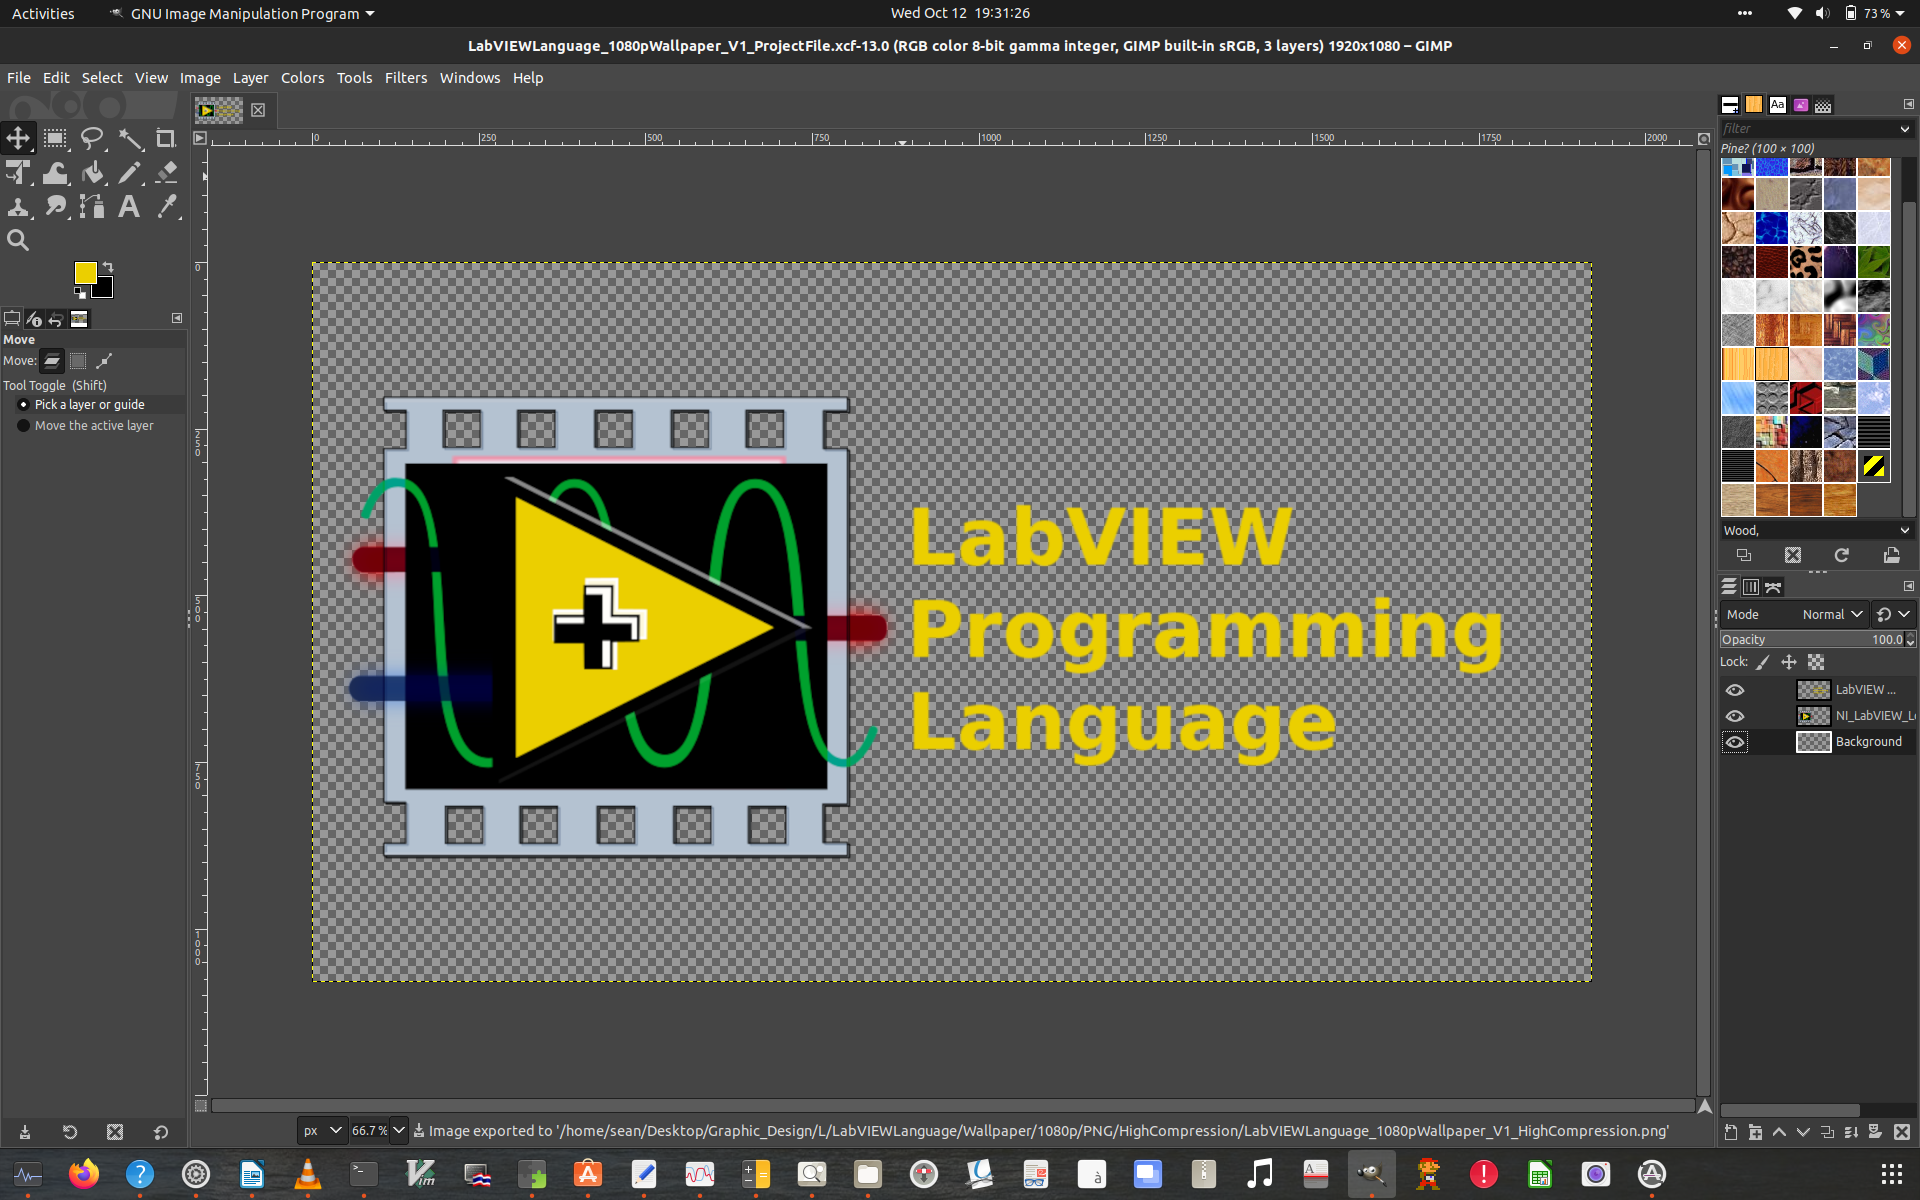 Activities GNU Image Manipulation Program Wed Oct 12 19:31:26 73 %
LabVIEWLanguage_1080pWallpaper_V1_ProjectFile.xcf-13.0 (RGB color 8-bit gamma integer, GIMP built-in sRGB, 3 layers) 1920x1080 – GIMP
File Edit Select View Image Layer Colors Tools Filters Windows Help
filter
Pine? (100 × 100)
0 250 500 750 1000 1250 1500 1750 2000
0
250
500
750
1000
Move
Move:
Tool Toggle (Shift)
Pick a layer or guide
Move the active layer
LabVIEW
Programming
Language
Wood,
Mode Normal
Opacity 100.0
Lock:
LabVIEW ...
NI_LabVIEW_L
Background
px 66.7 % Image exported to '/home/sean/Desktop/Graphic_Design/L/LabVIEWLanguage/Wallpaper/1080p/PNG/HighCompression/LabVIEWLanguage_1080pWallpaper_V1_HighCompression.png'